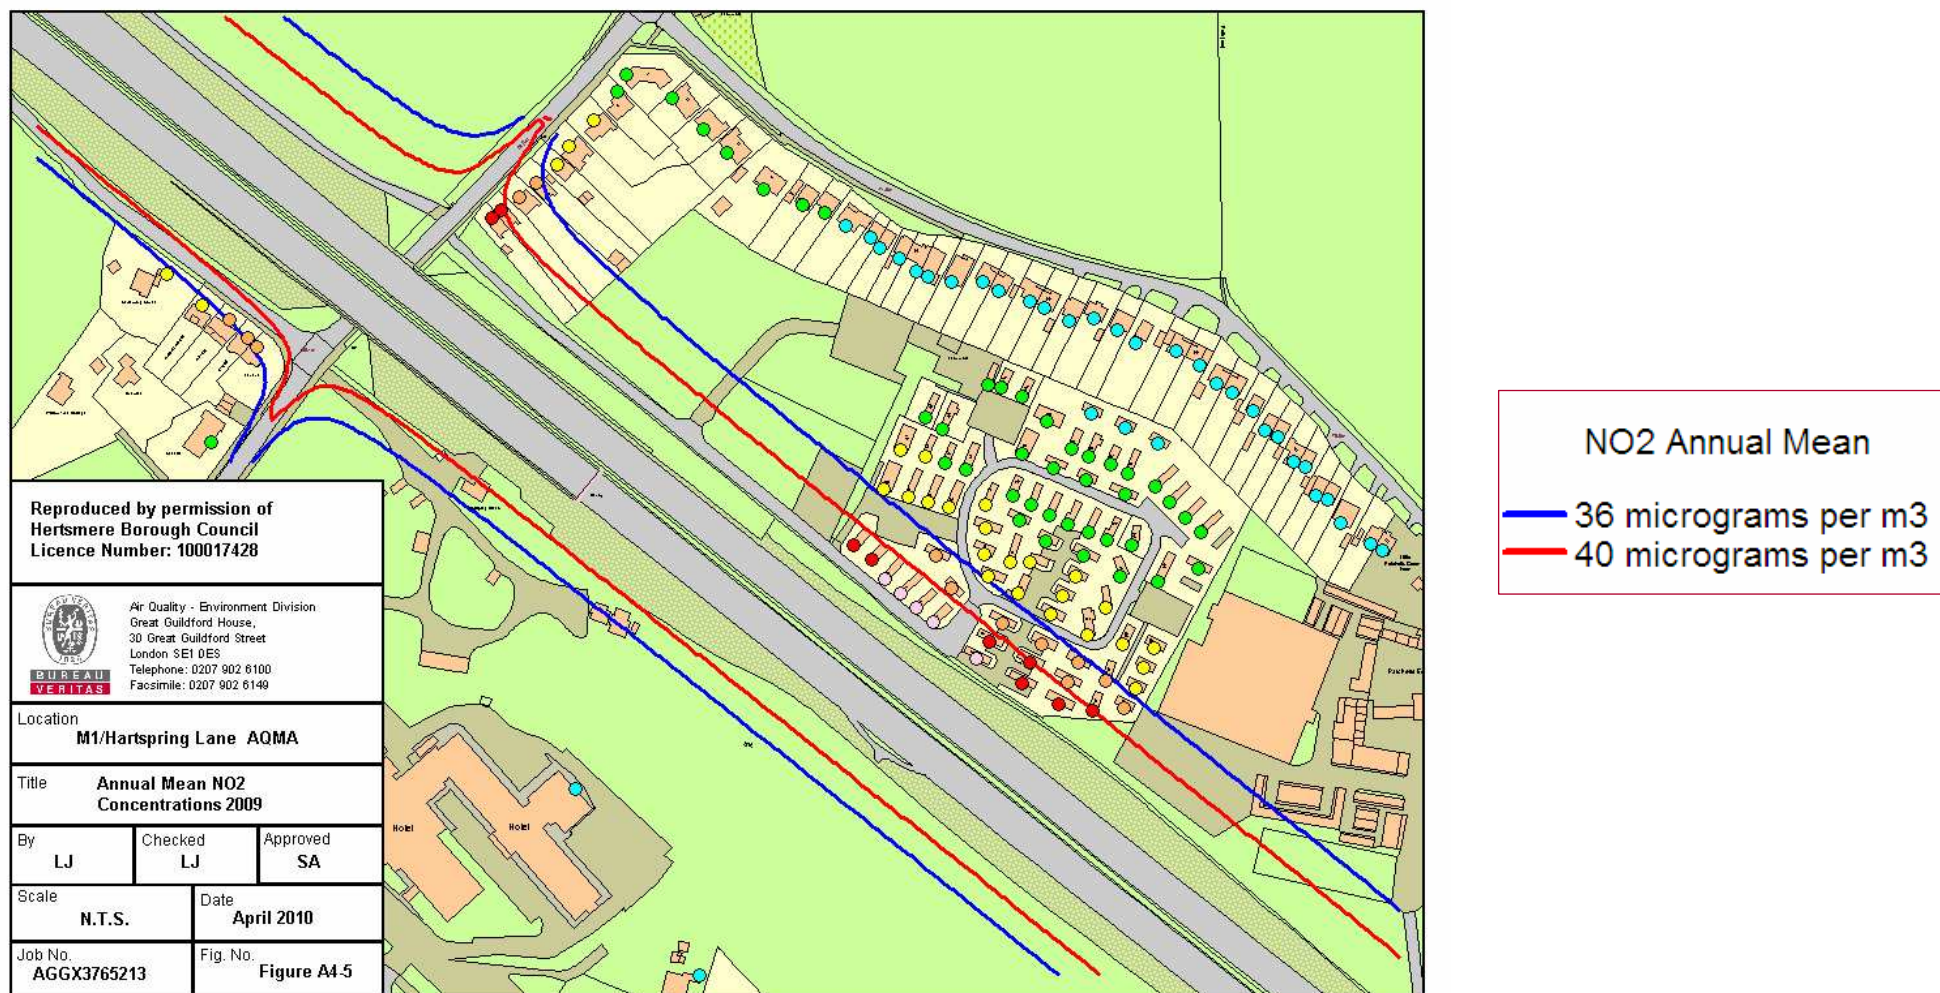 Reproduced by permission of
Hertsmere Borough Council
Licence Number: 100017428
BUREAU VERITAS
1828
BUREAU
VERITAS
Air Quality - Environment Division
Great Guildford House,
30 Great Guildford Street
London SE1 0ES
Telephone: 0207 902 6100
Facsimile: 0207 902 6149
Location
M1/Hartspring Lane AQMA
Title
Annual Mean NO2
Concentrations 2009
By
LJ
Checked
LJ
Approved
SA
Scale
N.T.S.
Date
April 2010
Job No.
AGGX3765213
Fig. No.
Figure A4-5
Hotel
Hotel
NO2 Annual Mean
36 micrograms per m3
40 micrograms per m3